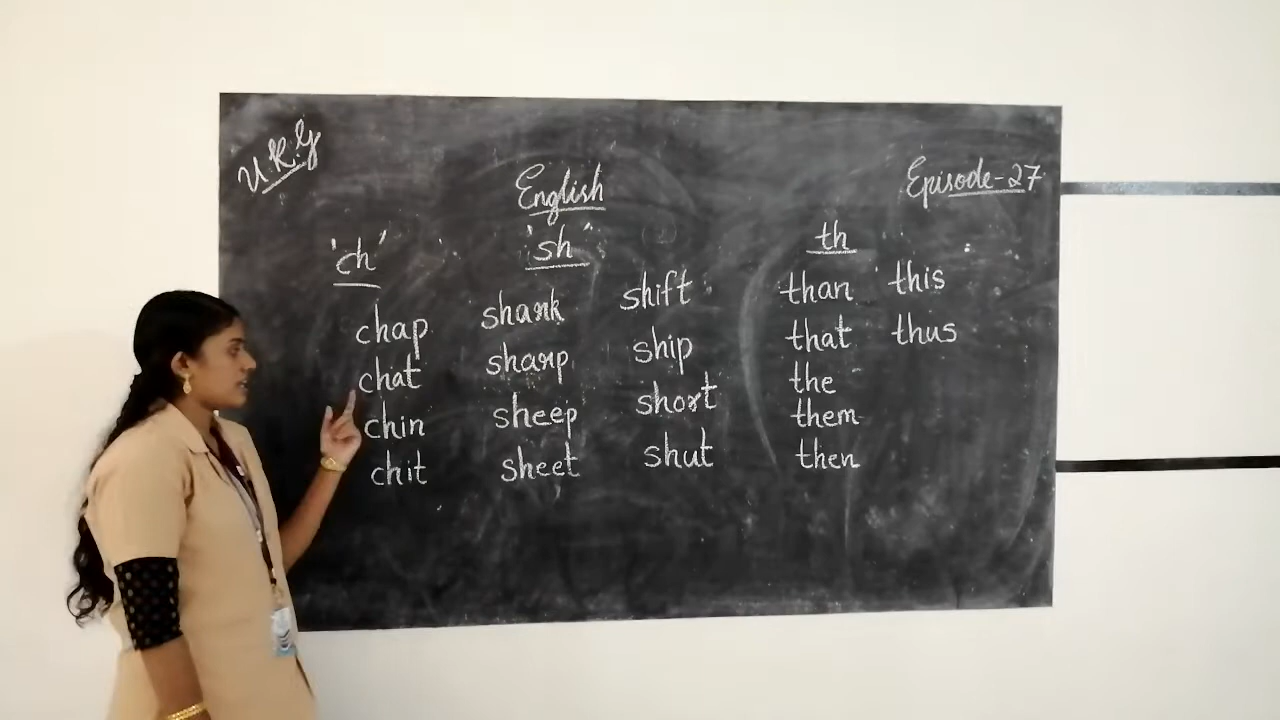 U.K.G
English
Episode-27
'ch'
chap
chat
chin
chit
'sh'
shark
sharp
sheep
sheet
shift
ship
short
shut
th
than
that
the
them
then
this
thus